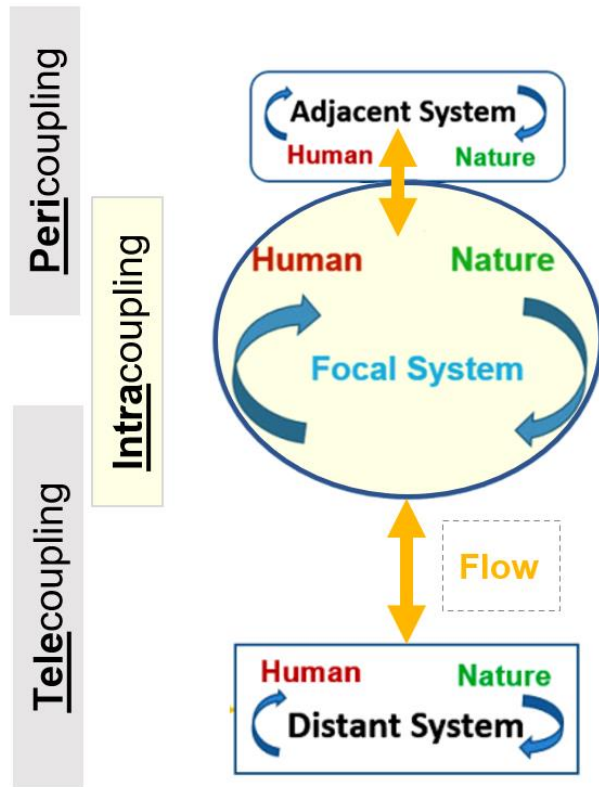 Pericoupling
Intracoupling
Telecoupling
Adjacent System
Human Nature
Human Nature
Focal System
Flow
Human Nature
Distant System